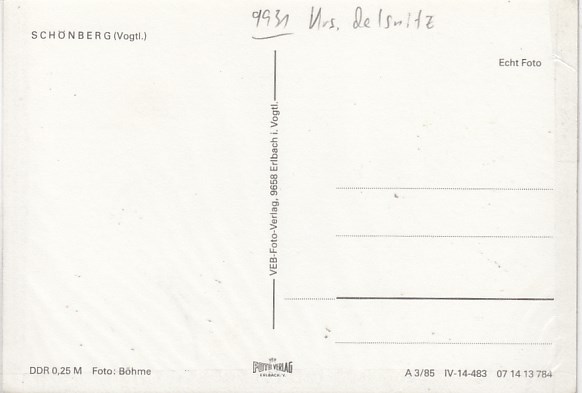 9931 Krs. Oelsnitz
SCHÖNBERG (Vogtl.)
Echt Foto
VEB-Foto-Verlag, 9658 Erlbach i. Vogtl.
DDR 0,25 M Foto: Böhme
FOTO VERLAG
ERLBACH V.
A 3/85 IV-14-483 07 14 13 784